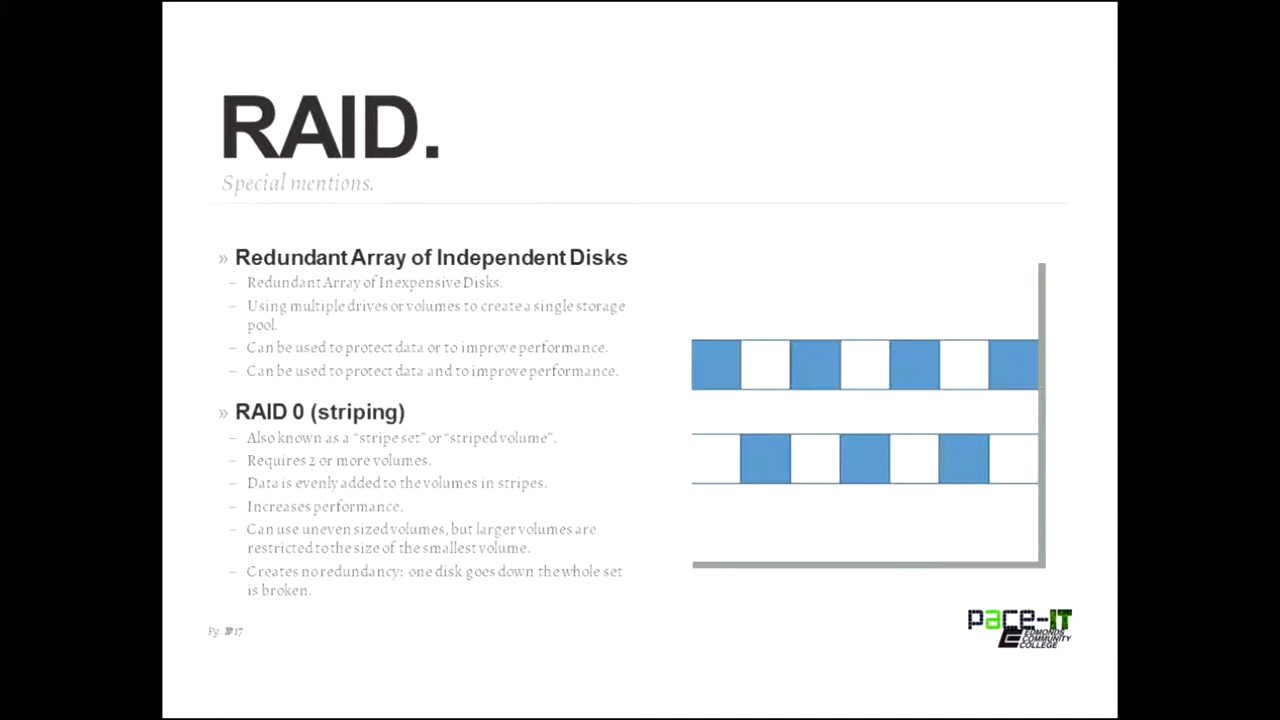 RAID.
Special mentions.
» Redundant Array of Independent Disks
– Redundant Array of Inexpensive Disks.
– Using multiple drives or volumes to create a single storage
pool.
– Can be used to protect data or to improve performance.
– Can be used to protect data and to improve performance.
» RAID 0 (striping)
– Also known as a "stripe set" or "striped volume".
– Requires 2 or more volumes.
– Data is evenly added to the volumes in stripes.
– Increases performance.
– Can use uneven sized volumes, but larger volumes are
restricted to the size of the smallest volume.
– Creates no redundancy: one disk goes down the whole set
is broken.
Pg. 17
pace-IT
EDMONDS
COMMUNITY
COLLEGE